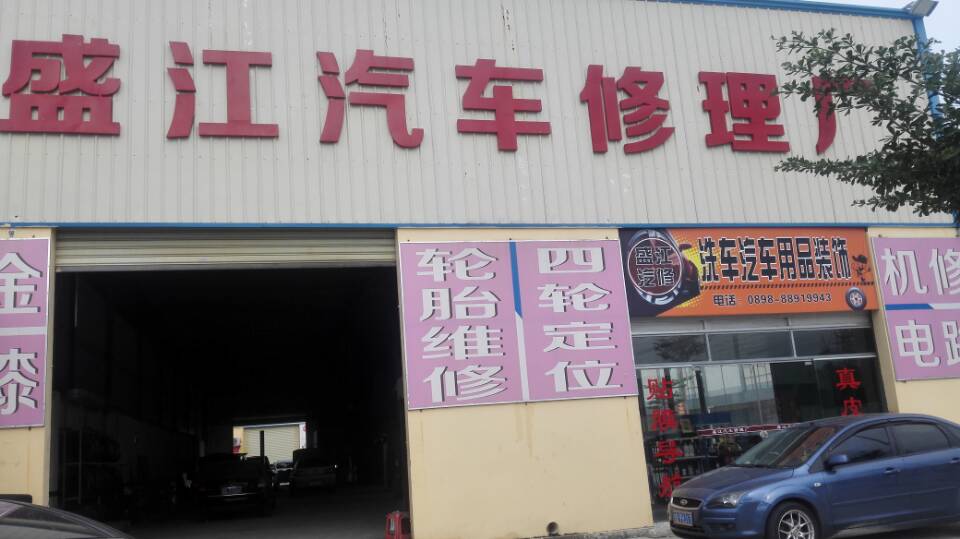 盛江汽车修理厂
金
漆
轮胎维修
四轮定位
盛江
汽修
洗车汽车用品装饰
电话 0898-88919943
机修
电路
贴膜导航
真皮